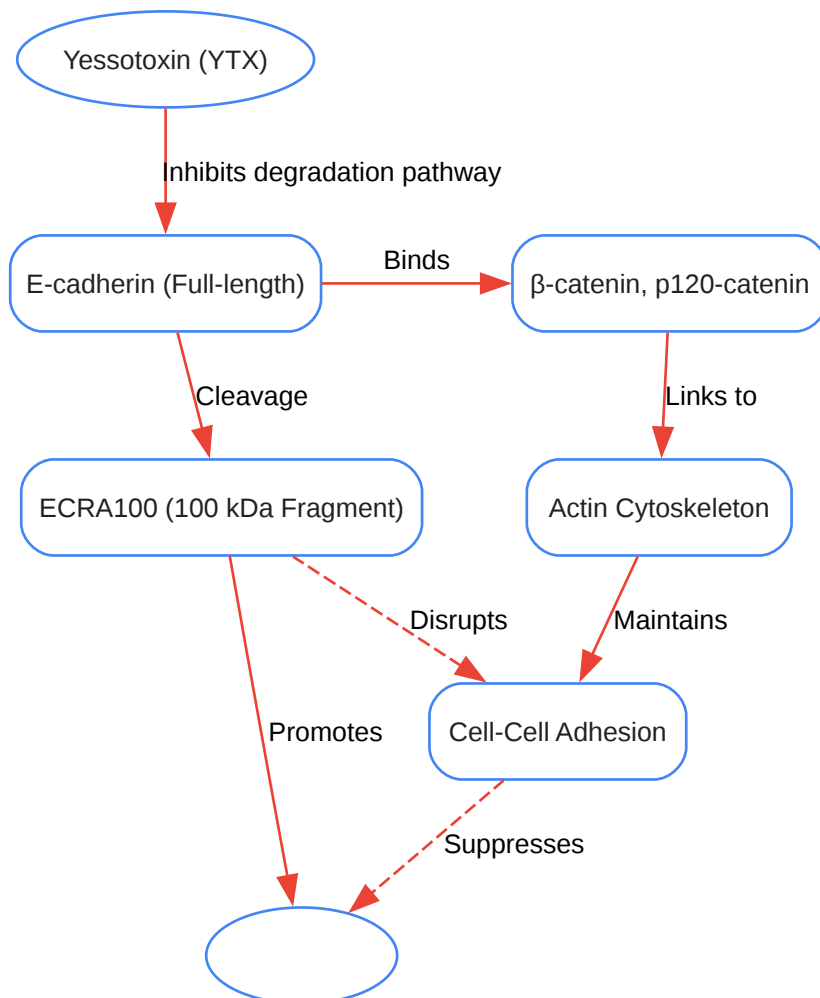 Yessotoxin (YTX)
Inhibits degradation pathway
E-cadherin (Full-length)
Binds
β-catenin, p120-catenin
Cleavage
Links to
ECRA100 (100 kDa Fragment)
Actin Cytoskeleton
Disrupts
Maintains
Promotes
Cell-Cell Adhesion
Suppresses